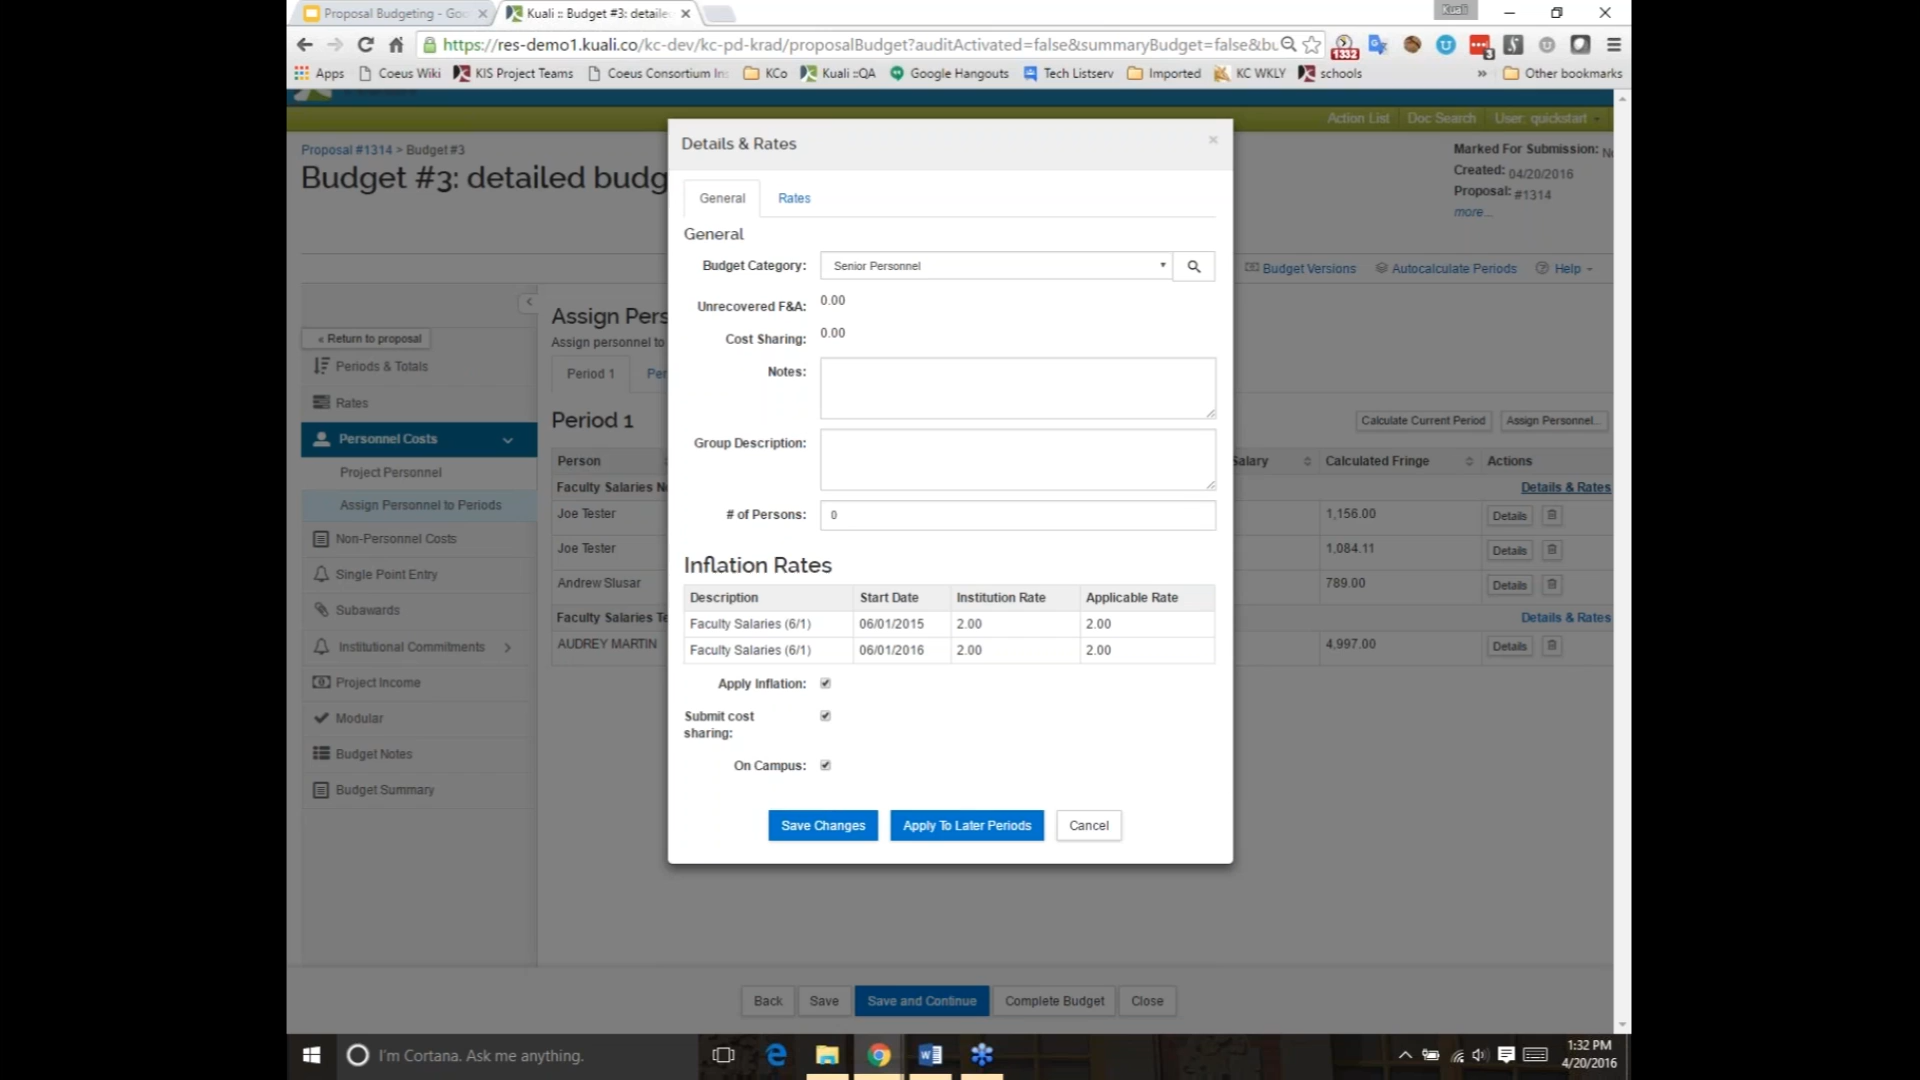 Proposal Budgeting - Goo
Kuali :: Budget #3: detaile
Kuali
https://res-demo1.kuali.co/kc-dev/kc-pd-krad/proposalBudget?auditActivated=false&summaryBudget=false&bu
1332
3
Apps
Coeus Wiki
KIS Project Teams
Coeus Consortium In
KCo
Kuali ::QA
Google Hangouts
Tech Listserv
Imported
KC WKLY
schools
»
Other bookmarks
Action List
Doc Search
User: quickstart
Proposal #1314 > Budget #3
Budget #3: detailed budg
Marked For Submission: No
Created: 04/20/2016
Proposal: #1314
more...
Budget Versions
Autocalculate Periods
Help
« Return to proposal
Periods & Totals
Rates
Personnel Costs
Project Personnel
Assign Personnel to Periods
Non-Personnel Costs
Single Point Entry
Subawards
Institutional Commitments
Project Income
Modular
Budget Notes
Budget Summary
Assign Pers
Assign personnel to
Period 1
Per
Period 1
Calculate Current Period
Assign Personnel...
Person
Salary
Calculated Fringe
Actions
Faculty Salaries N
Details & Rates
Joe Tester
1,156.00
Details
Joe Tester
1,084.11
Details
Andrew Slusar
789.00
Details
Faculty Salaries Te
Details & Rates
AUDREY MARTIN
4,997.00
Details
Details & Rates
×
General
Rates
General
Budget Category:
Senior Personnel
Unrecovered F&A:
0.00
Cost Sharing:
0.00
Notes:
Group Description:
# of Persons:
0
Inflation Rates
Description
Start Date
Institution Rate
Applicable Rate
Faculty Salaries (6/1)
06/01/2015
2.00
2.00
Faculty Salaries (6/1)
06/01/2016
2.00
2.00
Apply Inflation:
Submit cost
sharing:
On Campus:
Save Changes
Apply To Later Periods
Cancel
Back
Save
Save and Continue
Complete Budget
Close
I'm Cortana. Ask me anything.
1:32 PM
4/20/2016